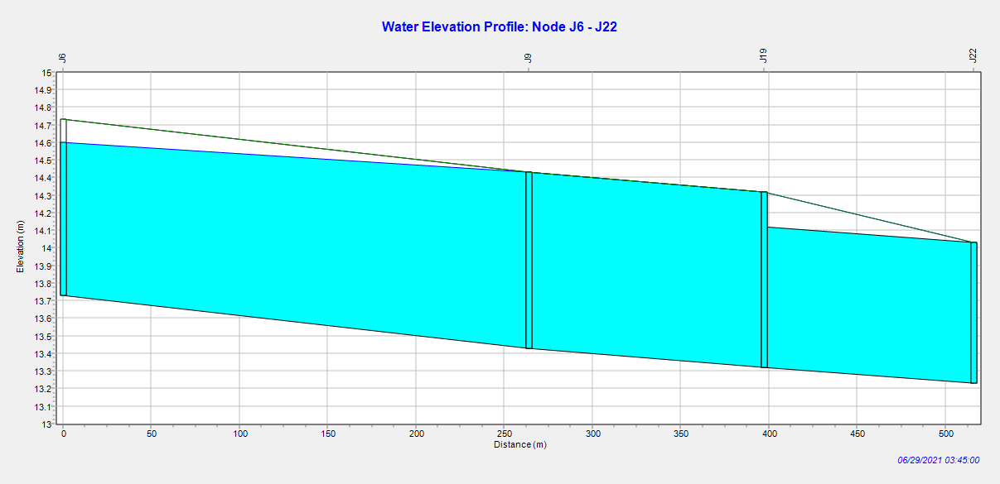 Water Elevation Profile: Node J6 - J22
J6
J9
J19
J22
15
14.9
14.8
14.7
14.6
14.5
14.4
14.3
14.2
14.1
14
13.9
13.8
13.7
13.6
13.5
13.4
13.3
13.2
13.1
13
Elevation (m)
0 50 100 150 200 250 300 350 400 450 500
Distance (m)
06/29/2021 03:45:00